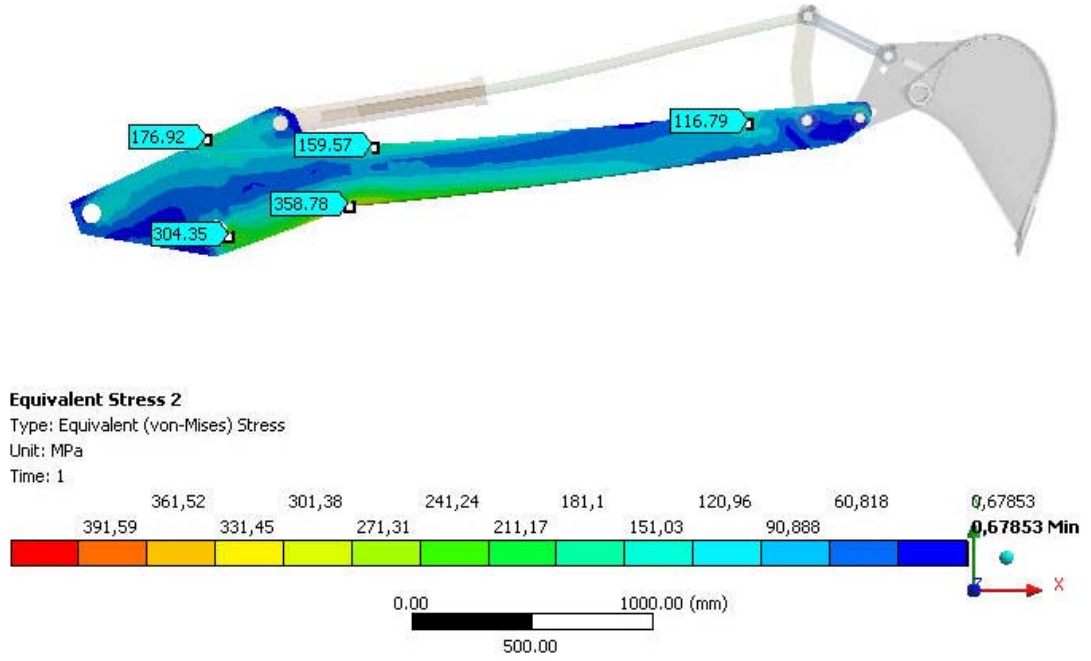 176.92
159.57
116.79
358.78
304.35
Equivalent Stress 2
Type: Equivalent (von-Mises) Stress
Unit: MPa
Time: 1
361,52 301,38 241,24 181,1 120,96 60,818 0,67853
391,59 331,45 271,31 211,17 151,03 90,888 0,67853 Min
X
0.00 1000.00 (mm)
500.00